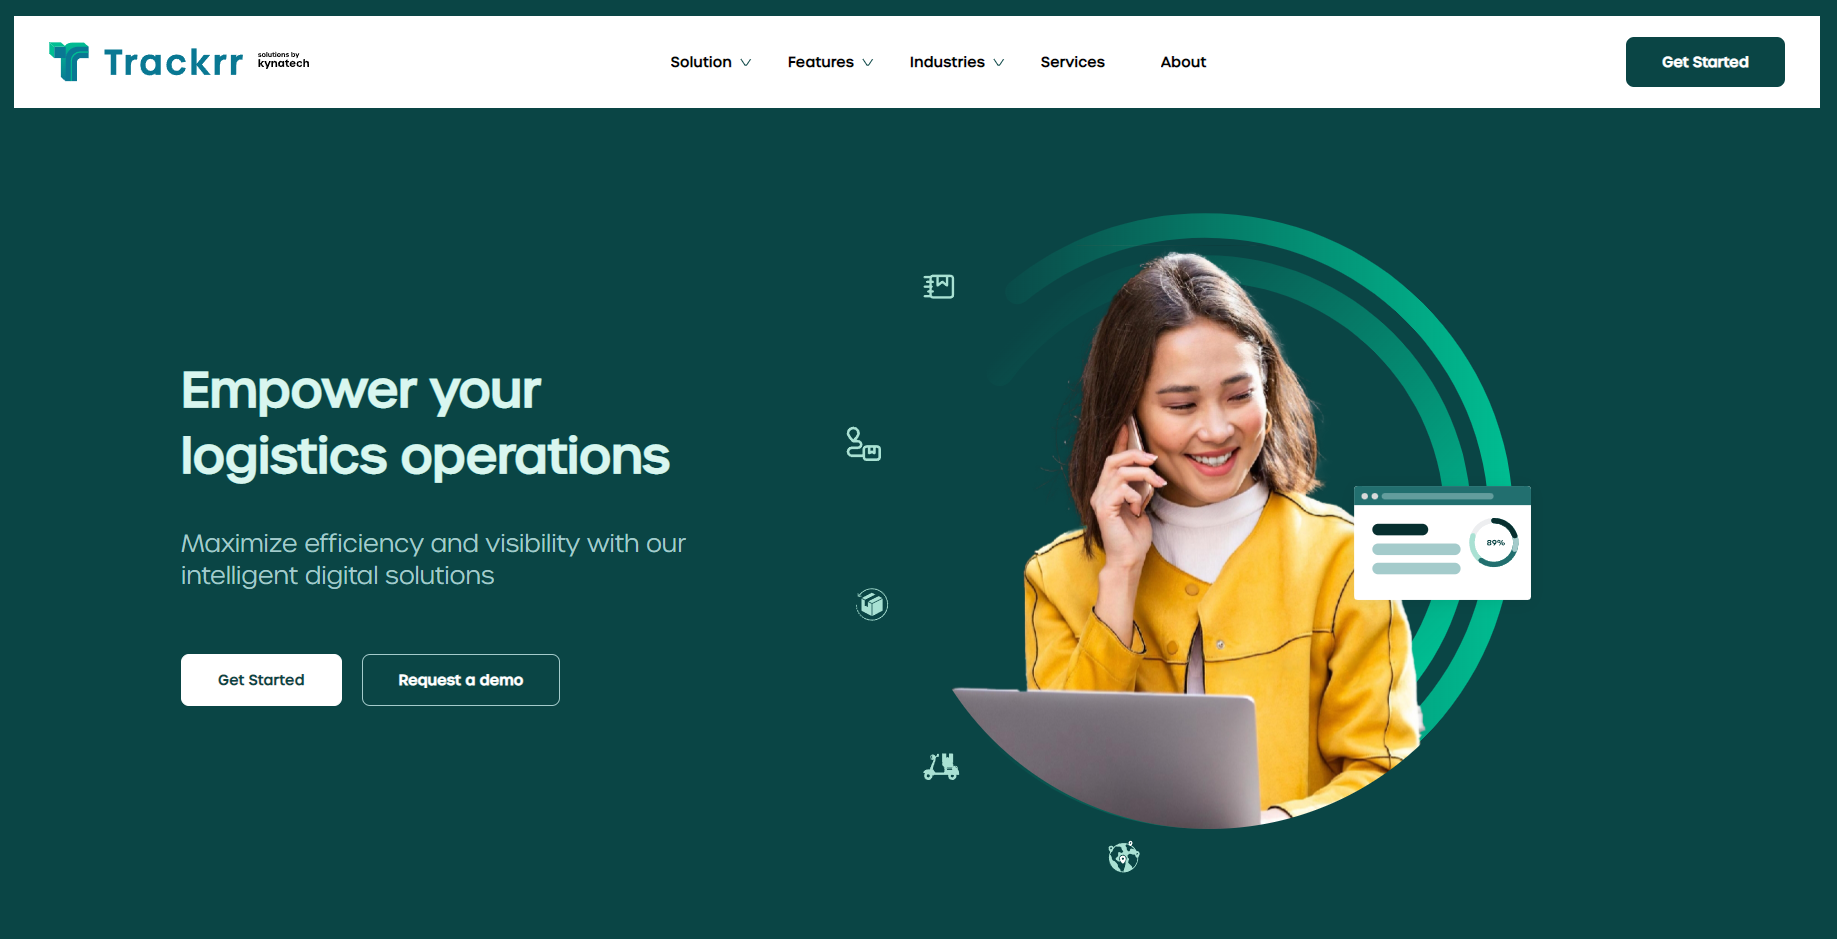 Trackrr
solutions by
kynatech
Solution
Features
Industries
Services
About
Get Started
Empower your
logistics operations
Maximize efficiency and visibility with our
intelligent digital solutions
Get Started
Request a demo
89%